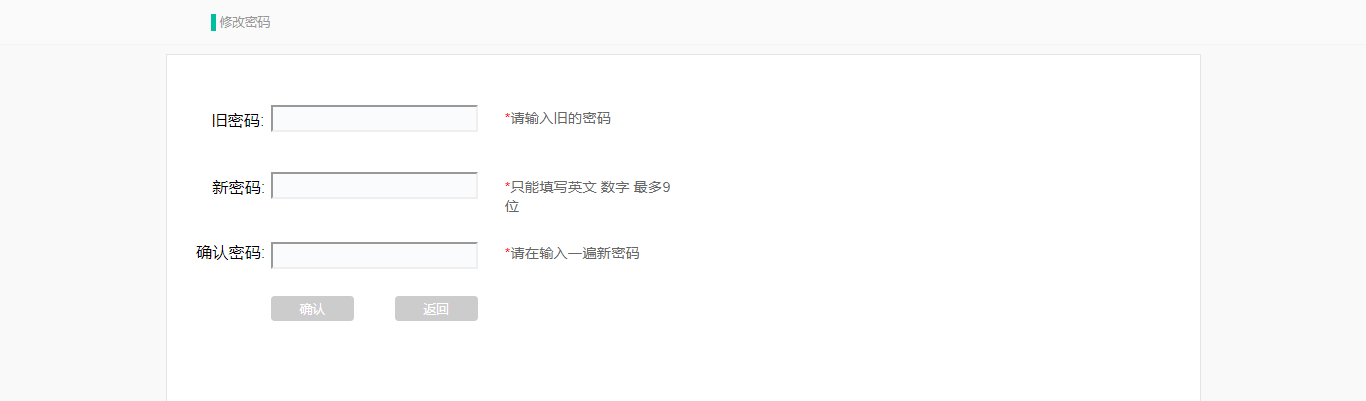 修改密码
旧密码: *请输入旧的密码
新密码: *只能填写英文 数字 最多9
位
确认密码: *请在输入一遍新密码
确认 返回